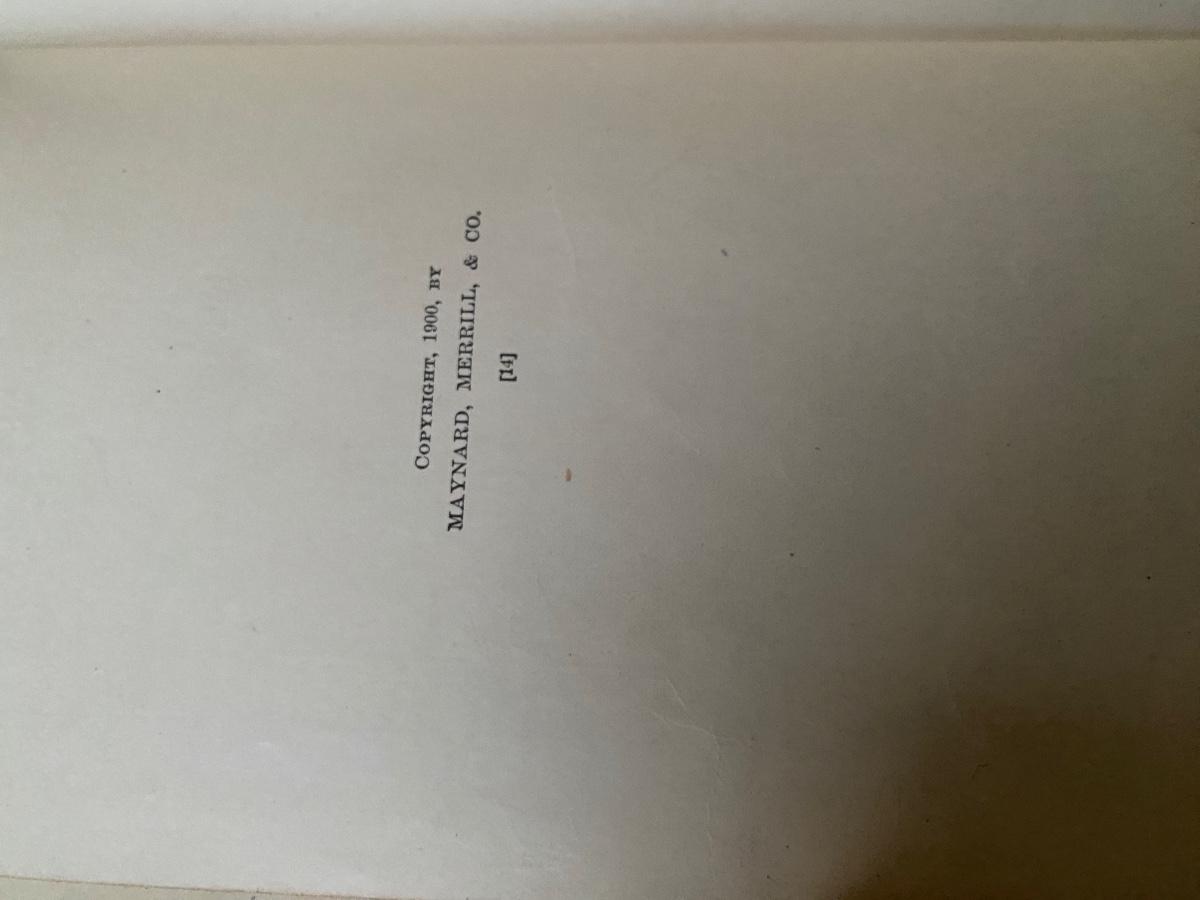 COPYRIGHT, 1900, BY
MAYNARD, MERRILL, & CO.
[14]